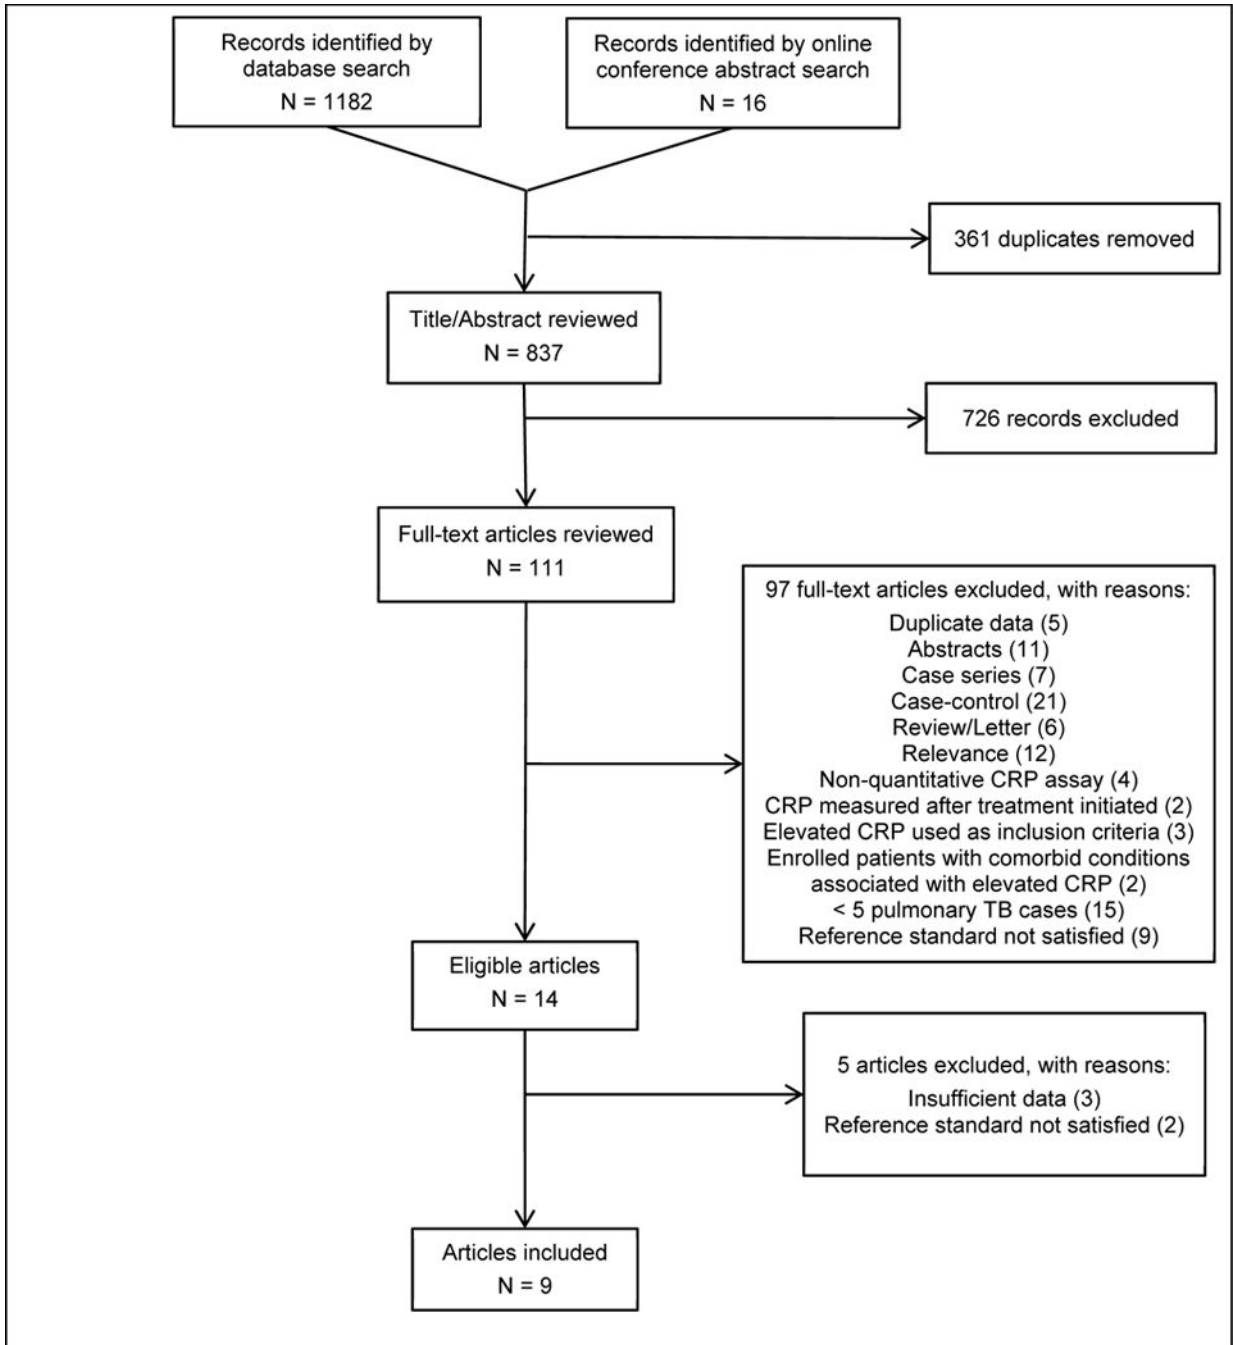 Records identified by
database search
N = 1182
Records identified by online
conference abstract search
N = 16
361 duplicates removed
Title/Abstract reviewed
N = 837
726 records excluded
Full-text articles reviewed
N = 111
97 full-text articles excluded, with reasons:
Duplicate data (5)
Abstracts (11)
Case series (7)
Case-control (21)
Review/Letter (6)
Relevance (12)
Non-quantitative CRP assay (4)
CRP measured after treatment initiated (2)
Elevated CRP used as inclusion criteria (3)
Enrolled patients with comorbid conditions
associated with elevated CRP (2)
< 5 pulmonary TB cases (15)
Reference standard not satisfied (9)
Eligible articles
N = 14
5 articles excluded, with reasons:
Insufficient data (3)
Reference standard not satisfied (2)
Articles included
N = 9